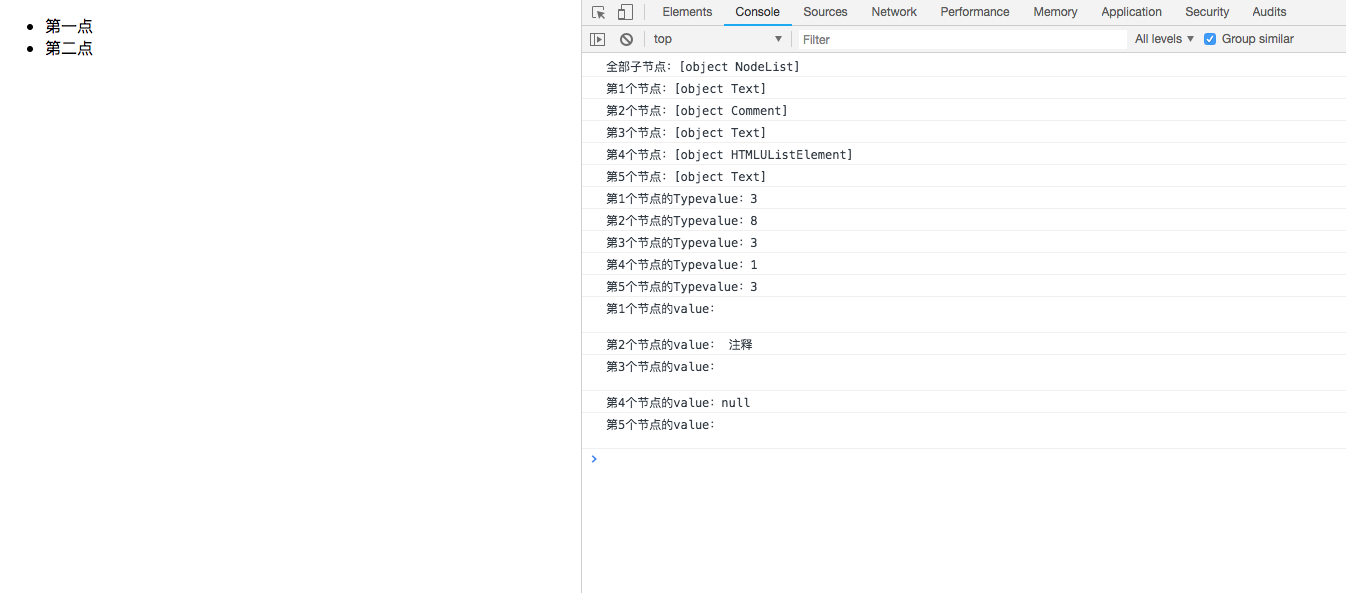 第一点
第二点
Elements Console Sources Network Performance Memory Application Security Audits
top Filter All levels Group similar
全部子节点：[object NodeList]
第1个节点：[object Text]
第2个节点：[object Comment]
第3个节点：[object Text]
第4个节点：[object HTMLUListElement]
第5个节点：[object Text]
第1个节点的Typevalue：3
第2个节点的Typevalue：8
第3个节点的Typevalue：3
第4个节点的Typevalue：1
第5个节点的Typevalue：3
第1个节点的value：
第2个节点的value： 注释
第3个节点的value：
第4个节点的value：null
第5个节点的value：